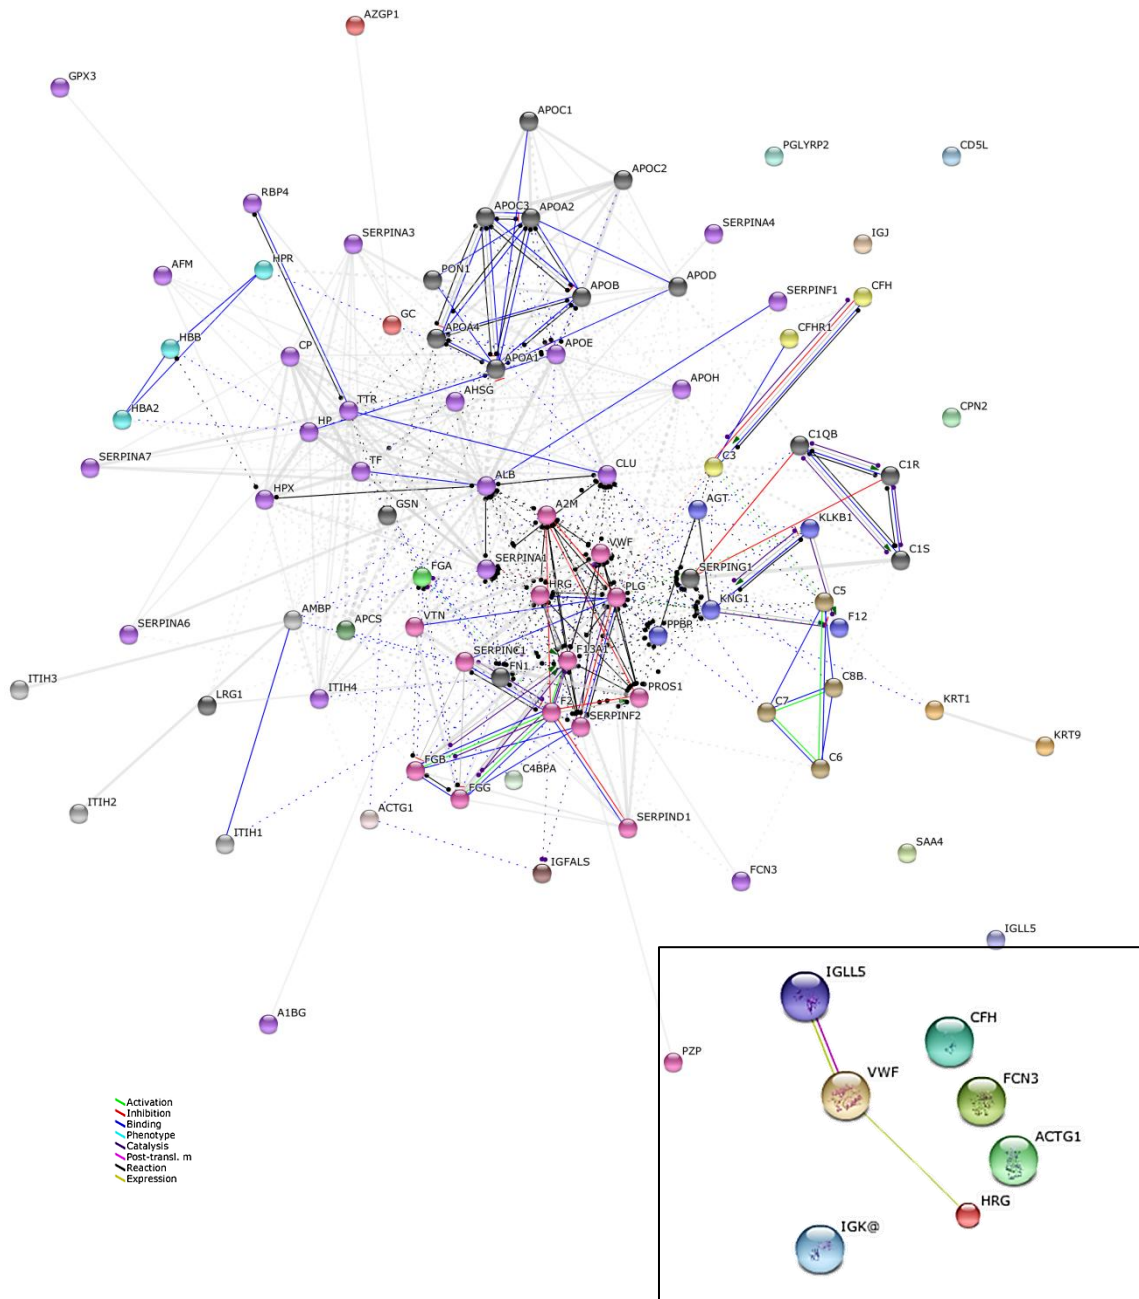 AZGP1
GPX3
APOC1
PGLYRP2
CD5L
APOC2
RBP4
APOC3
APOA2
SERPINA4
SERPINA3
IGJ
HPR
AFM
PON1
APOD
APOB
SERPINF1
CFH
GC
CFHR1
APOA4
HBB
CP
APOE
APOA1
AHSG
APOH
TTR
HBA2
HP
CPN2
C1QB
SERPINA7
TF
C3
C1R
ALB
CLU
HPX
GSN
A2M
AGT
KLKB1
VWF
C1S
SERPINA1
FGA
SERPING1
HRG
PLG
KNG1
C5
AMBP
APCS
VTN
PPBP
F12
SERPINA6
SERPINC1
F13A1
FN1
ITIH3
LRG1
ITIH4
PROS1
C8B.
F2
SERPINF2
C7
KRT1
KRT9
FGB
C4BPA
C6
FGG
ITIH2
ACTG1
SERPIND1
ITIH1
SAA4
IGFALS
FCN3
IGLL5
A1BG
PZP
IGLL5
CFH
VWF
FCN3
ACTG1
HRG
IGK@
Activation
Inhibition
Binding
Phenotype
Catalysis
Post-transl. m
Reaction
Expression